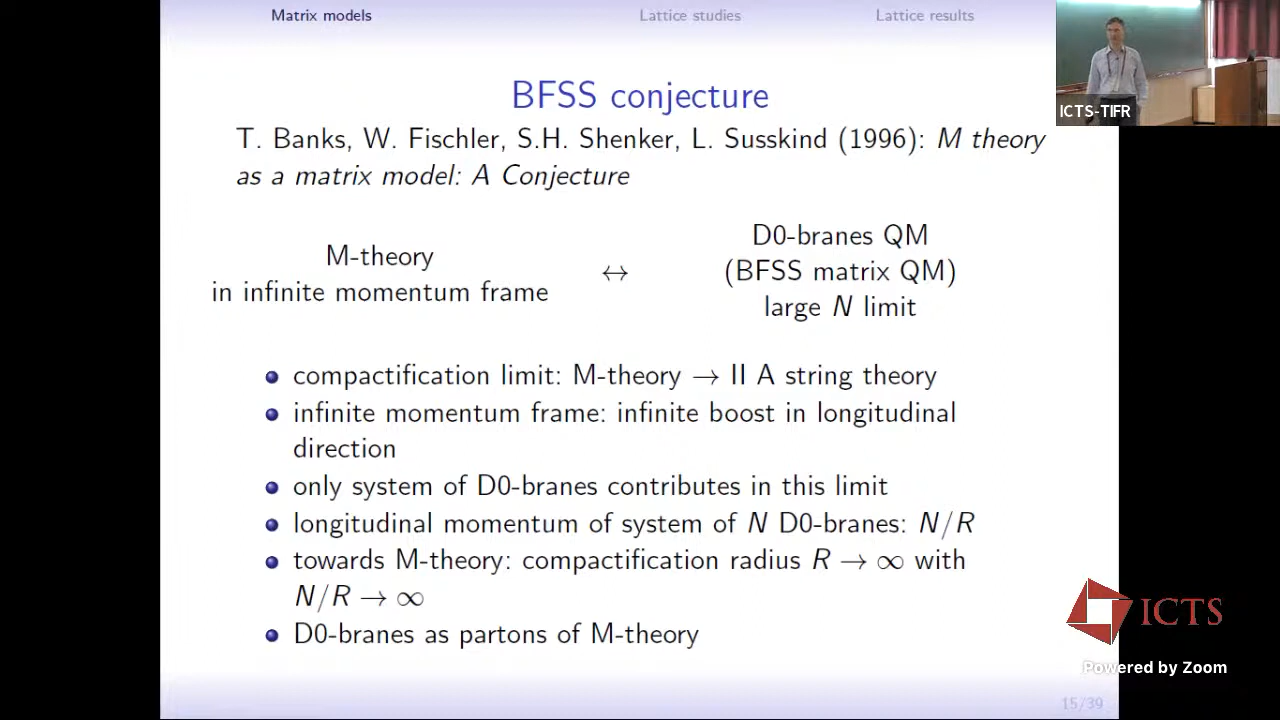 Matrix models
Lattice studies
Lattice results
ICTS-TIFR
BFSS conjecture
T. Banks, W. Fischler, S.H. Shenker, L. Susskind (1996): M theory
as a matrix model: A Conjecture
M-theory
in infinite momentum frame
↔
D0-branes QM
(BFSS matrix QM)
large N limit
compactification limit: M-theory → II A string theory
infinite momentum frame: infinite boost in longitudinal
direction
only system of D0-branes contributes in this limit
longitudinal momentum of system of N D0-branes: N/R
towards M-theory: compactification radius R → ∞ with
N/R → ∞
D0-branes as partons of M-theory
ICTS
Powered by Zoom
15/39